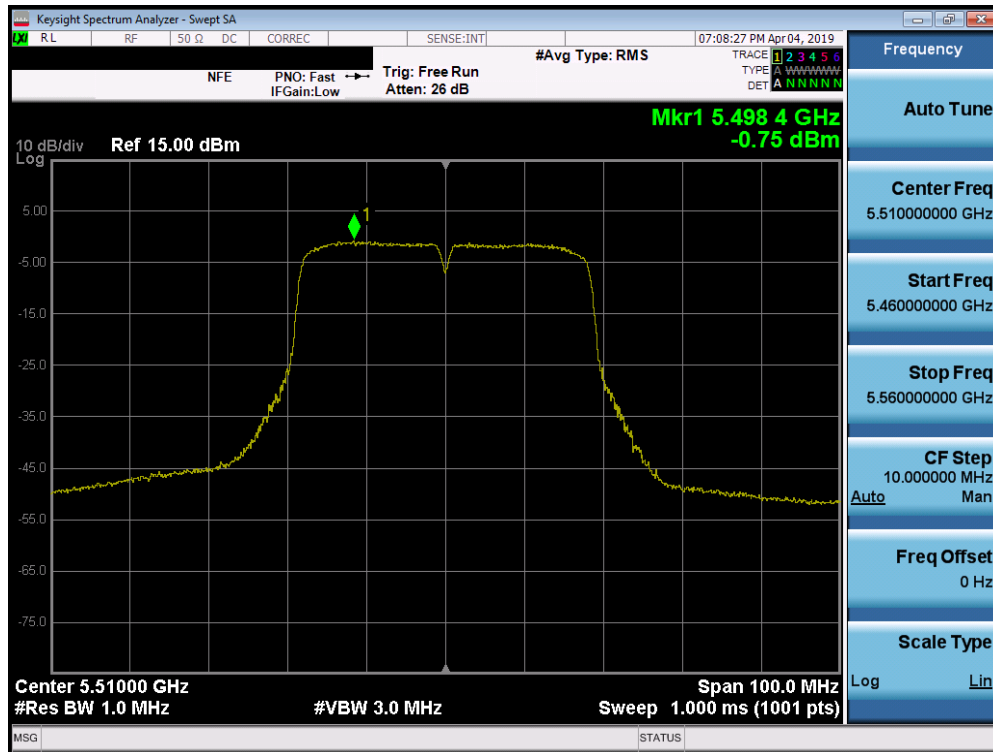 Keysight Spectrum Analyzer - Swept SA
LXI RL RF 50 Ω DC CORREC SENSE:INT 07:08:27 PM Apr 04, 2019
NFE PNO: Fast Trig: Free Run #Avg Type: RMS TRACE 1 2 3 4 5 6
IFGain:Low Atten: 26 dB TYPE A WWWWW
DET A N N N N N
Mkr1 5.498 4 GHz
-0.75 dBm
10 dB/div Ref 15.00 dBm
Log
1
5.00
-5.00
-15.0
-25.0
-35.0
-45.0
-55.0
-65.0
-75.0
Center 5.51000 GHz Span 100.0 MHz
#Res BW 1.0 MHz #VBW 3.0 MHz Sweep 1.000 ms (1001 pts)
MSG STATUS
Frequency
Auto Tune
Center Freq
5.510000000 GHz
Start Freq
5.460000000 GHz
Stop Freq
5.560000000 GHz
CF Step
10.000000 MHz
Auto Man
Freq Offset
0 Hz
Scale Type
Log Lin